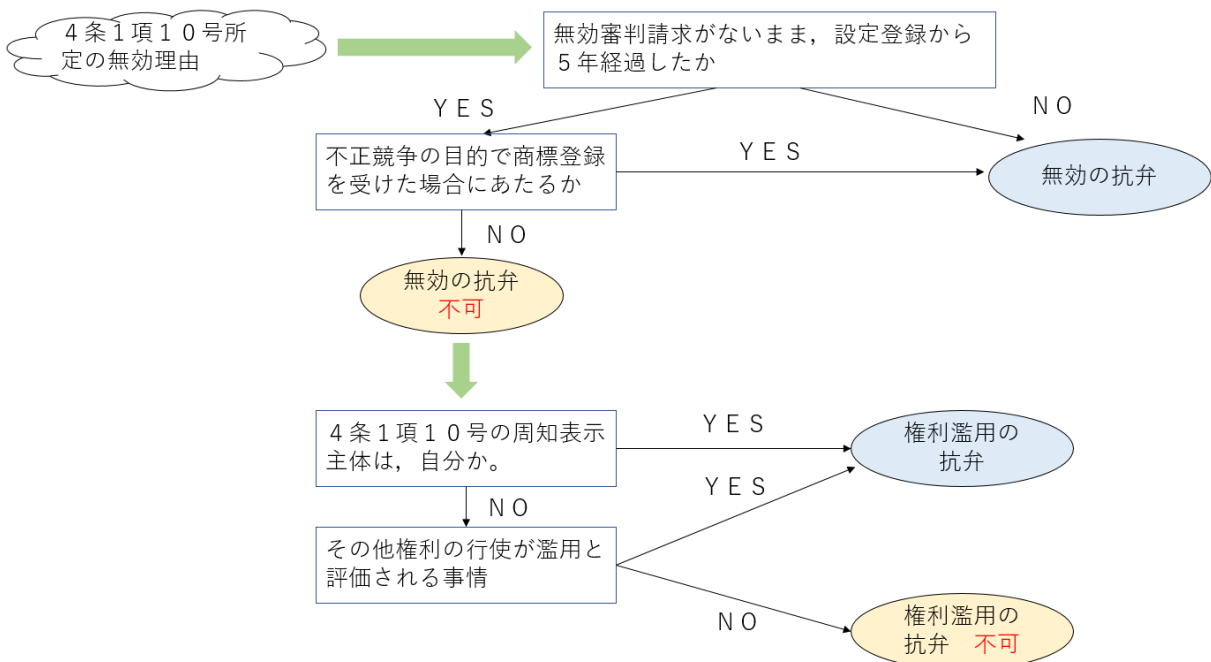 ４条１項１０号所
定の無効理由
無効審判請求がないまま，設定登録から
５年経過したか
ＹＥＳ
ＮＯ
不正競争の目的で商標登録
を受けた場合にあたるか
ＹＥＳ
無効の抗弁
ＮＯ
無効の抗弁
不可
４条１項１０号の周知表示
主体は，自分か。
ＹＥＳ
権利濫用の
抗弁
ＹＥＳ
ＮＯ
その他権利の行使が濫用と
評価される事情
ＮＯ
権利濫用の
抗弁　不可